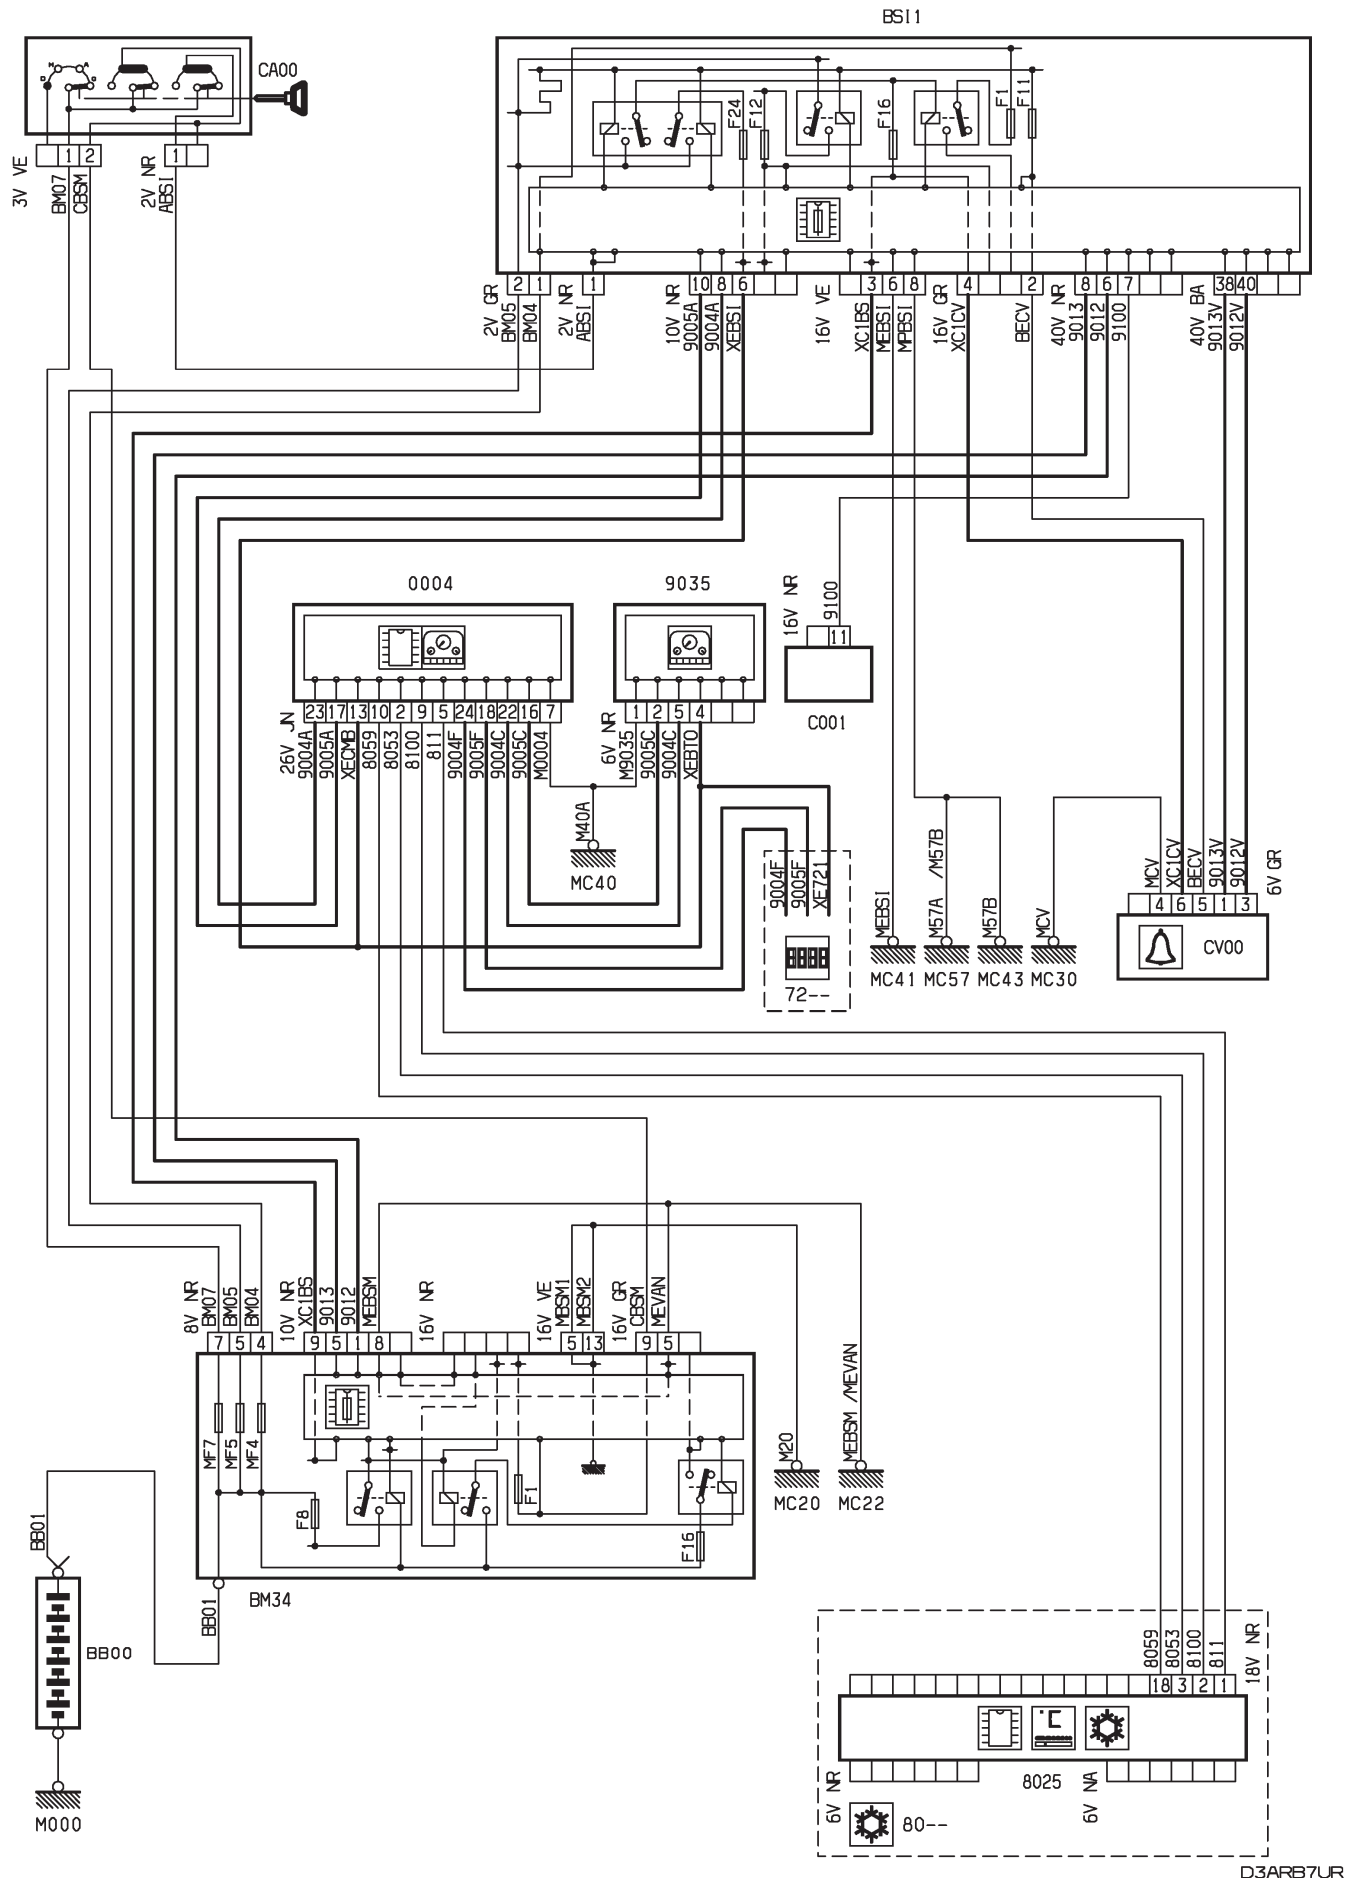 BSI1
N A
D
CA00
F24
F12
F16
F1
F11
3V VE
1 2
BM07
CBSM
2V NR
1
ABSI
2 1
1
10 8 6
3 6 8
4
2
8 6 7
38 40
2V GR
BM05
BM04
2V NR
ABSI
10V NR
9005A
9004A
XEBSI
16V VE
XC1BS
MEBSI
MPBSI
16V GR
XC1CV
BECV
40V NR
9013
9012
9100
40V BA
9013V
9012V
0004
9035
16V NR
9100
11
C001
23 17 13 10 2 9 5 24 18 22 16 7
1 2 5 4
26V JN
9004A
9005A
XECMB
8059
8053
8100
811
9004F
9005F
9004C
9005C
M0004
6V NR
M9035
9005C
9004C
XEBTO
M40A
MC40
9004F
9005F
XE721
72--
MEBSI
M57A /M57B
M57B
MCV
MC41
MC57
MC43
MC30
MCV
XC1CV
BECV
9013V
9012V
6V GR
4 6 5 1 3
CV00
8V NR
BM07
BM05
BM04
10V NR
XC1BS
9013
9012
MEBSM
16V NR
16V VE
MBSM1
MBSM2
16V GR
CBSM
MEVAN
7 5 4
9 5 1 8
5 13
9 5
MF7
MF5
MF4
F8
F1
F16
M20
MEBSM /MEVAN
MC20
MC22
BB01
BB01
BM34
BB00
M000
8059
8053
8100
811
18V NR
18 3 2 1
°C
6V NR
8025
6V NA
80--
D3ARB7UR